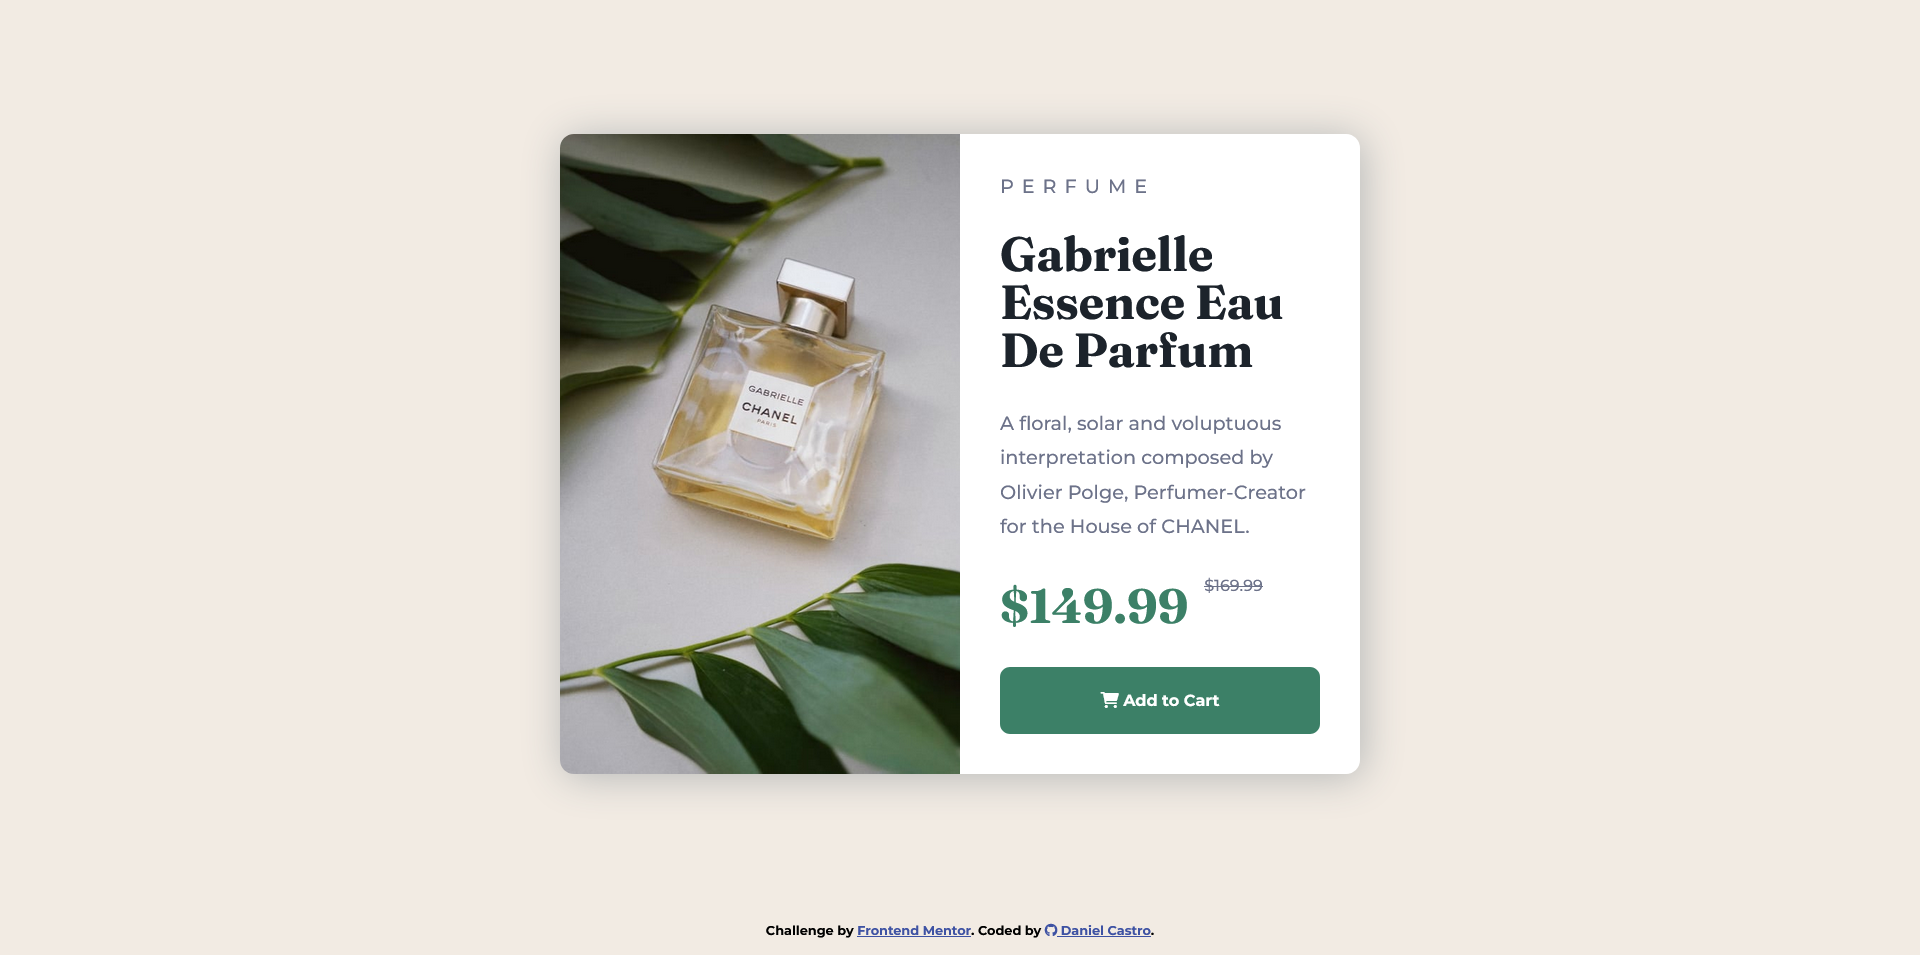 GABRIELLE
CHANEL
PARIS
PERFUME
Gabrielle
Essence Eau
De Parfum
A floral, solar and voluptuous
interpretation composed by
Olivier Polge, Perfumer-Creator
for the House of CHANEL.
$149.99 $169.99
Add to Cart
Challenge by Frontend Mentor. Coded by Daniel Castro.